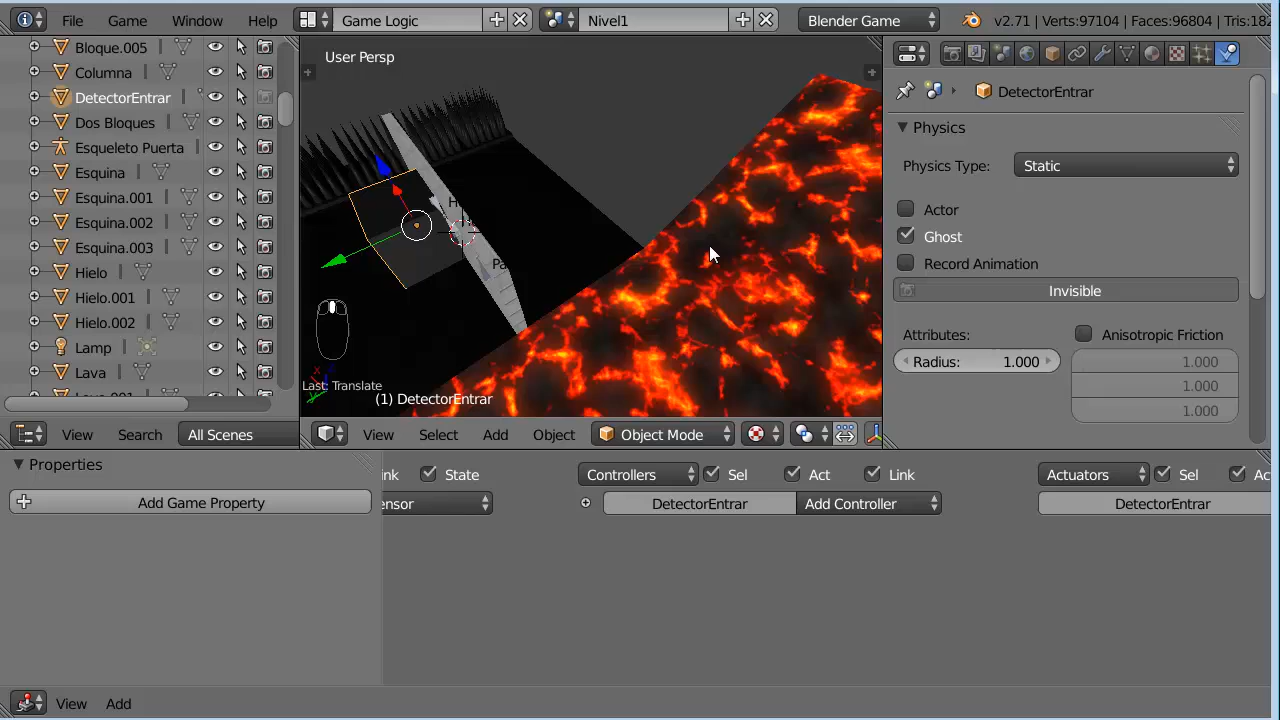 File Game Window Help Game Logic Nivel1 Blender Game v2.71 | Verts:97104 | Faces:96804 | Tris:182
Bloque.005
Columna
DetectorEntrar
Dos Bloques
Esqueleto Puerta
Esquina
Esquina.001
Esquina.002
Esquina.003
Hielo
Hielo.001
Hielo.002
Lamp
Lava
View Search All Scenes
User Persp
Last: Translate
(1) DetectorEntrar
View Select Add Object Object Mode
DetectorEntrar
Physics
Physics Type: Static
Actor
Ghost
Record Animation
Invisible
Attributes: Anisotropic Friction
Radius: 1.000 1.000
1.000
1.000
Properties
Add Game Property
State Controllers Sel Act Link Actuators Sel
DetectorEntrar Add Controller DetectorEntrar
View Add